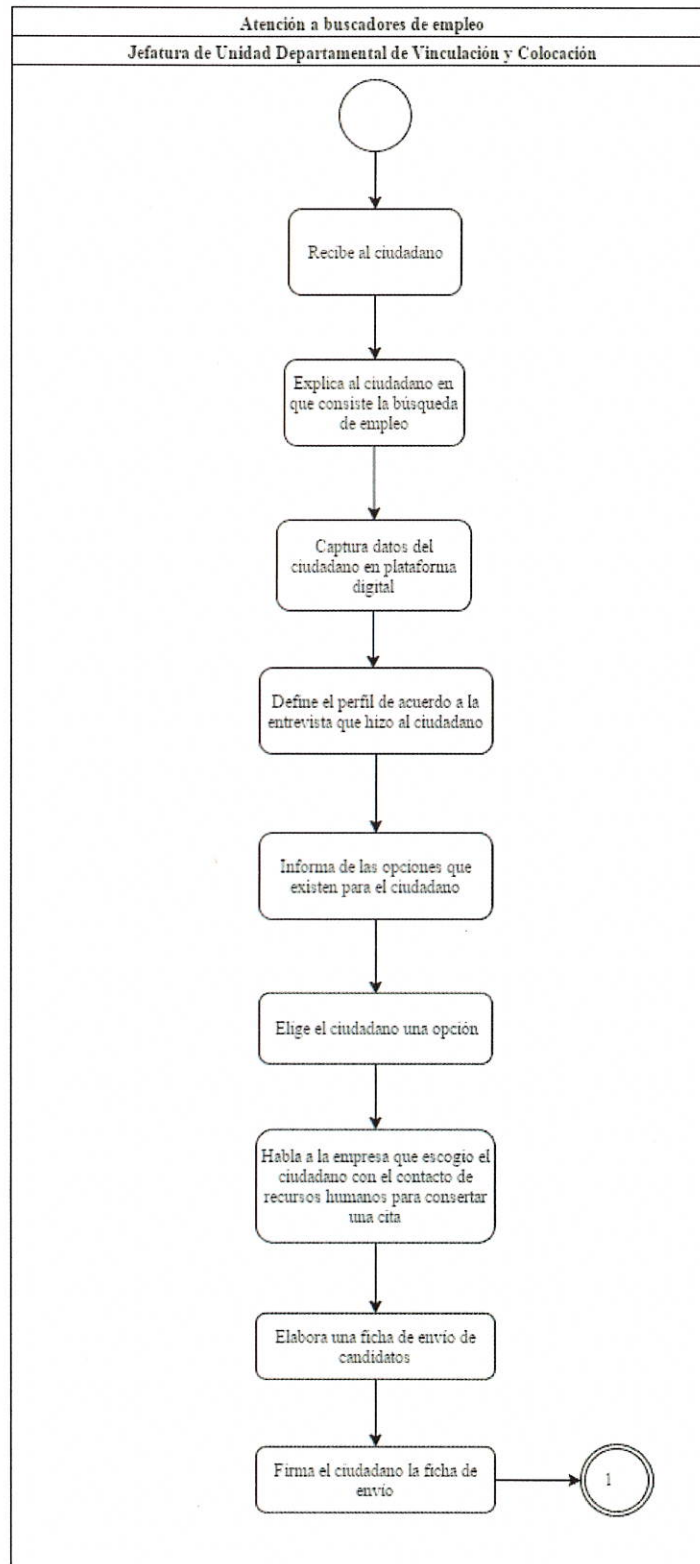 Atención a buscadores de empleo
Jefatura de Unidad Departamental de Vinculación y Colocación
Recibe al ciudadano
Explica al ciudadano en
que consiste la búsqueda
de empleo
Captura datos del
ciudadano en plataforma
digital
Define el perfil de acuerdo a la
entrevista que hizo al ciudadano
Informa de las opciones que
existen para el ciudadano
Elige el ciudadano una opción
Habla a la empresa que escogio el
ciudadano con el contacto de
recursos humanos para consertar
una cita
Elabora una ficha de envío de
candidatos
Firma el ciudadano la ficha de
envío
1